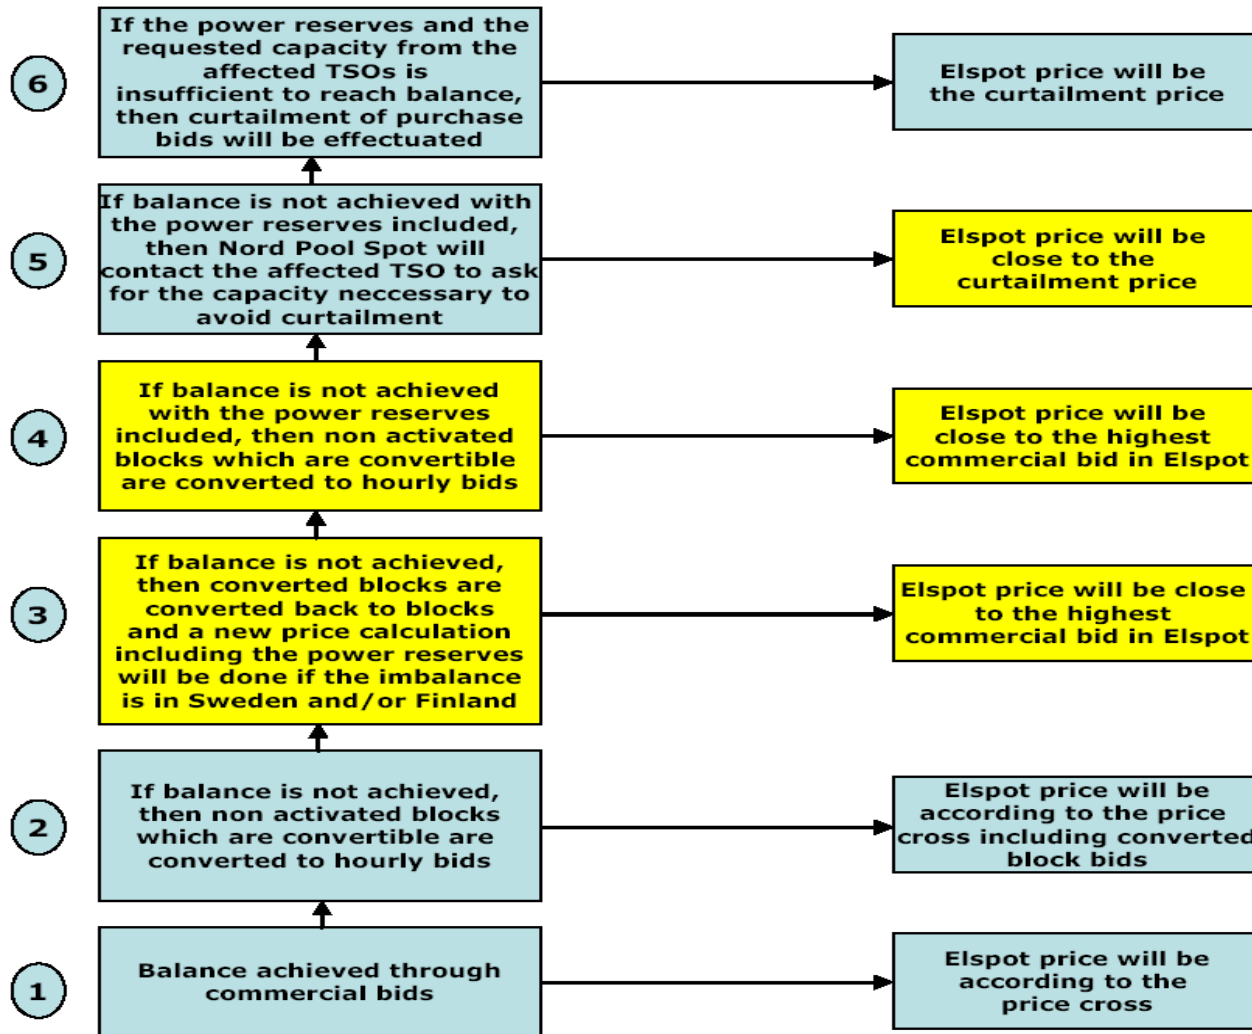 6
If the power reserves and the
requested capacity from the
affected TSOs is
insufficient to reach balance,
then curtailment of purchase
bids will be effectuated
Elspot price will be
the curtailment price
5
If balance is not achieved with
the power reserves included,
then Nord Pool Spot will
contact the affected TSO to ask
for the capacity neccessary to
avoid curtailment
Elspot price will be
close to the
curtailment price
4
If balance is not achieved
with the power reserves
included, then non activated
blocks which are convertible
are converted to hourly bids
Elspot price will be
close to the highest
commercial bid in Elspot
3
If balance is not achieved,
then converted blocks are
converted back to blocks
and a new price calculation
including the power reserves
will be done if the imbalance
is in Sweden and/or Finland
Elspot price will be close
to the highest
commercial bid in Elspot
2
If balance is not achieved,
then non activated blocks
which are convertible are
converted to hourly bids
Elspot price will be
according to the price
cross including converted
block bids
1
Balance achieved through
commercial bids
Elspot price will be
according to the
price cross